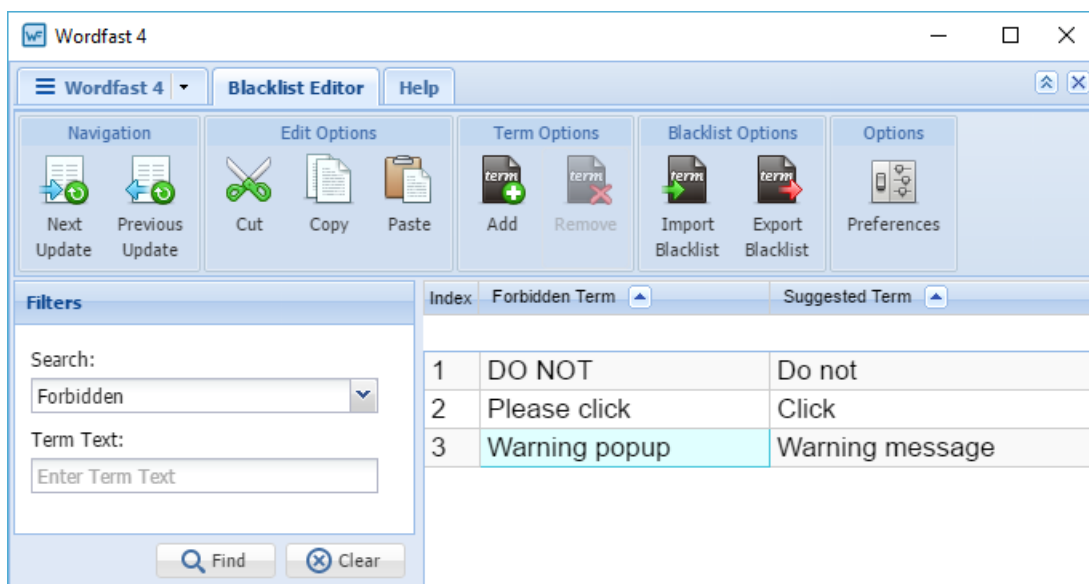 WF Wordfast 4
Wordfast 4 Blacklist Editor Help
Navigation Edit Options Term Options Blacklist Options Options
term term term term
Next Previous Cut Copy Paste Add Remove Import Export Preferences
Update Update Blacklist Blacklist
Filters
Index Forbidden Term Suggested Term
Search:
Forbidden
Term Text:
Enter Term Text
Find Clear
1 DO NOT Do not
2 Please click Click
3 Warning popup Warning message